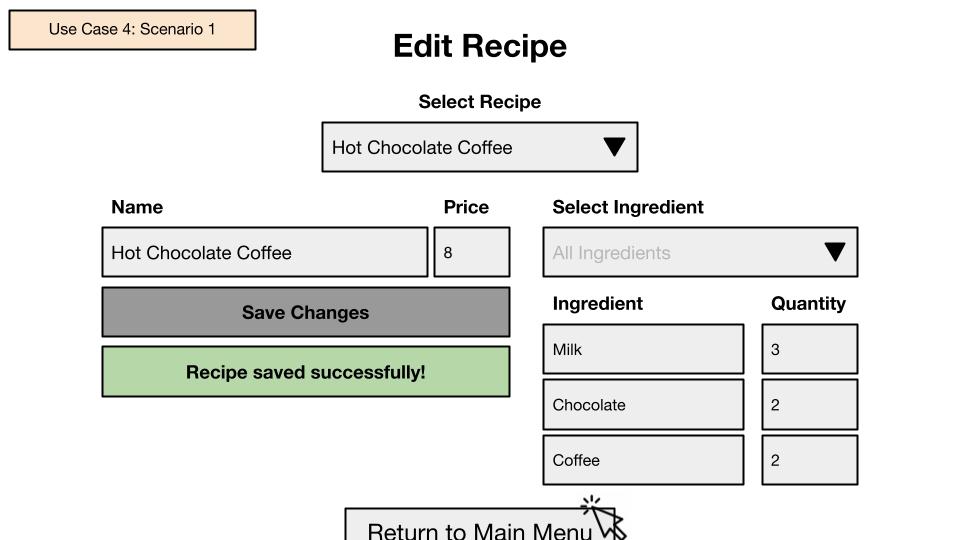 Use Case 4: Scenario 1
Edit Recipe
Select Recipe
Hot Chocolate Coffee
Name Price
Hot Chocolate Coffee 8
Save Changes
Recipe saved successfully!
Select Ingredient
All Ingredients
Ingredient Quantity
Milk 3
Chocolate 2
Coffee 2
Return to Main Menu